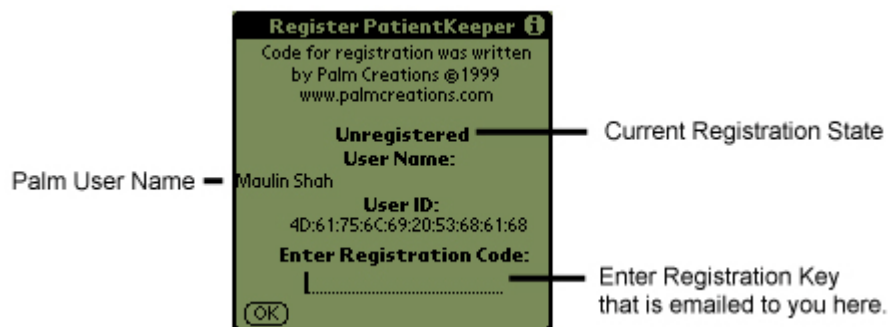 Register PatientKeeper i
Code for registration was written
by Palm Creations ©1999
www.palmcreations.com
Unregistered
Current Registration State
User Name:
Palm User Name
Maulin Shah
User ID:
4D:61:75:6C:69:20:53:68:61:68
Enter Registration Code:
Enter Registration Key
that is emailed to you here.
OK